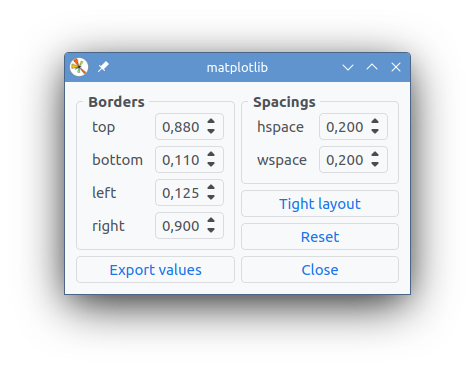 matplotlib
Borders
top 0,880
bottom 0,110
left 0,125
right 0,900
Export values
Spacings
hspace 0,200
wspace 0,200
Tight layout
Reset
Close